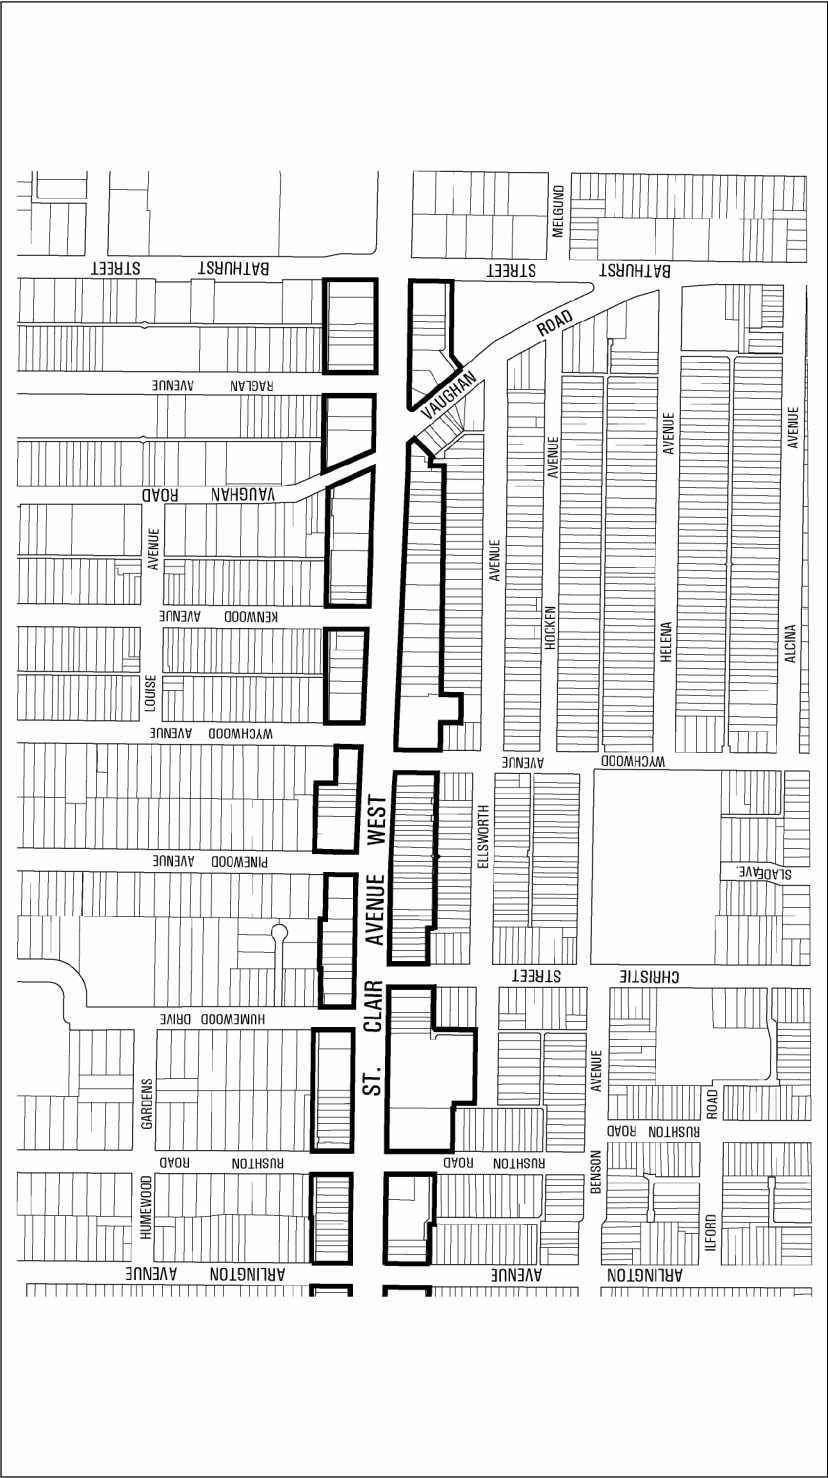 MELGUND
BATHURST STREET
BATHURST STREET
VAUGHAN ROAD
RAGLAN AVENUE
VAUGHAN ROAD
HOCKEN AVENUE
HELENA AVENUE
ALCINA AVENUE
AVENUE
LOUISE AVENUE
KENWOOD AVENUE
WYCHWOOD AVENUE
WYCHWOOD AVENUE
ST. CLAIR AVENUE WEST
ELLSWORTH
PINEWOOD AVENUE
SLADE AVE.
CHRISTIE STREET
HUMEWOOD DRIVE
HUMEWOOD GARDENS
BENSON AVENUE
ILFORD ROAD
RUSHTON ROAD
RUSHTON ROAD
RUSHTON ROAD
ARLINGTON AVENUE
ARLINGTON AVENUE